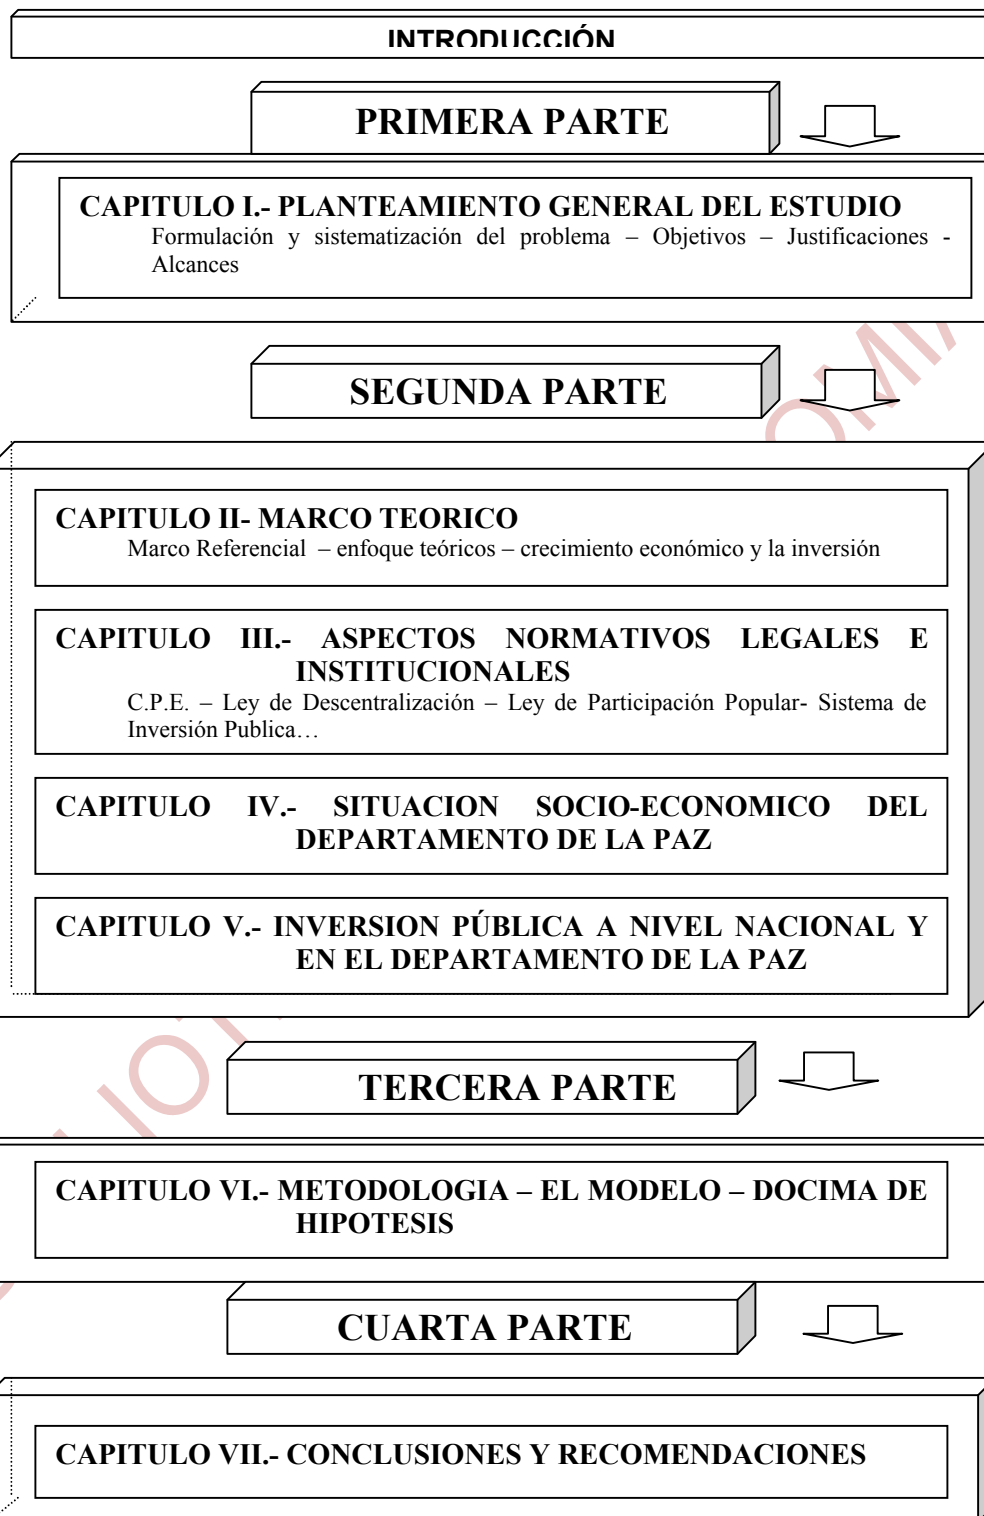 INTRODUCCIÓN
PRIMERA PARTE
CAPITULO I.- PLANTEAMIENTO GENERAL DEL ESTUDIO
Formulación y sistematización del problema – Objetivos – Justificaciones -
Alcances
SEGUNDA PARTE
CAPITULO II- MARCO TEORICO
Marco Referencial – enfoque teóricos – crecimiento económico y la inversión
CAPITULO III.- ASPECTOS NORMATIVOS LEGALES E
INSTITUCIONALES
C.P.E. – Ley de Descentralización – Ley de Participación Popular- Sistema de
Inversión Publica…
CAPITULO IV.- SITUACION SOCIO-ECONOMICO DEL
DEPARTAMENTO DE LA PAZ
CAPITULO V.- INVERSION PÚBLICA A NIVEL NACIONAL Y
EN EL DEPARTAMENTO DE LA PAZ
TERCERA PARTE
CAPITULO VI.- METODOLOGIA – EL MODELO – DOCIMA DE
HIPOTESIS
CUARTA PARTE
CAPITULO VII.- CONCLUSIONES Y RECOMENDACIONES